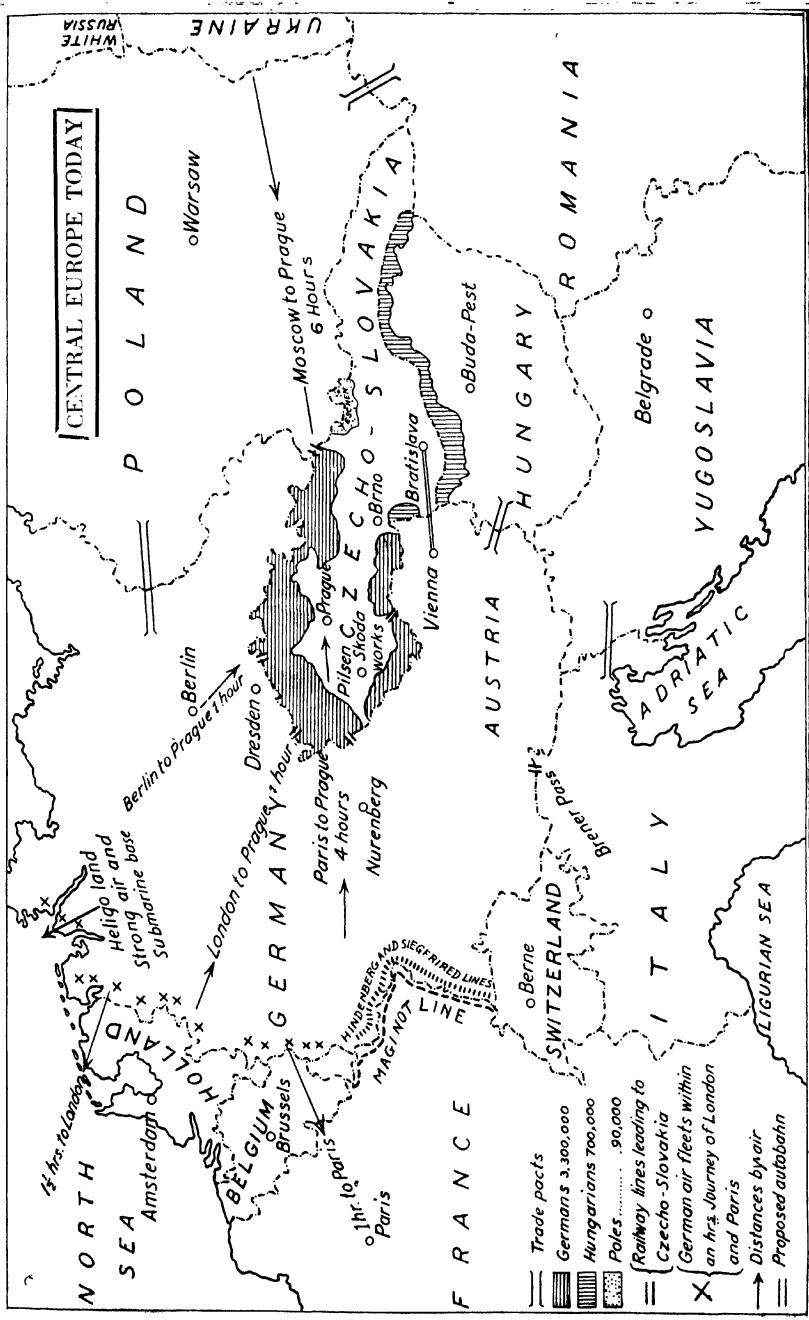 CENTRAL EUROPE TODAY
WHITE
RUSSIA
UKRAINE
POLAND
Warsaw
Moscow to Prague
6 Hours
NORTH
SEA
1½ hrs. to London
Heligo land
air and
Strong
Submarine base
Amsterdam
HOLLAND
BELGIUM
Brussels
1 hr. to Paris
Paris
Berlin
Berlin to Prague 1 hour
Dresden
London to Prague hour
GERMANY
Paris to Prague
4 hours
Nurenberg
HINDENBERG AND SIEGFRIRED LINES
MAGINOT LINE
FRANCE
CZECHO-SLOVAKIA
Prague
Pilsen
Skoda
works
Brno
Bratislava
Vienna
AUSTRIA
HUNGARY
Buda-Pest
ROMANIA
Belgrade
YUGOSLAVIA
ADRIATIC
SEA
Berne
SWITZERLAND
Brener Pass
ITALY
LIGURIAN SEA
Trade pacts
Germans 3,300,000
Hungarians 700,000
Poles .......... 90,000
Railway lines leading to
Czecho-Slovakia
German air fleets within
an hrs. Journey of London
and Paris
Distances by air
Proposed autobahn